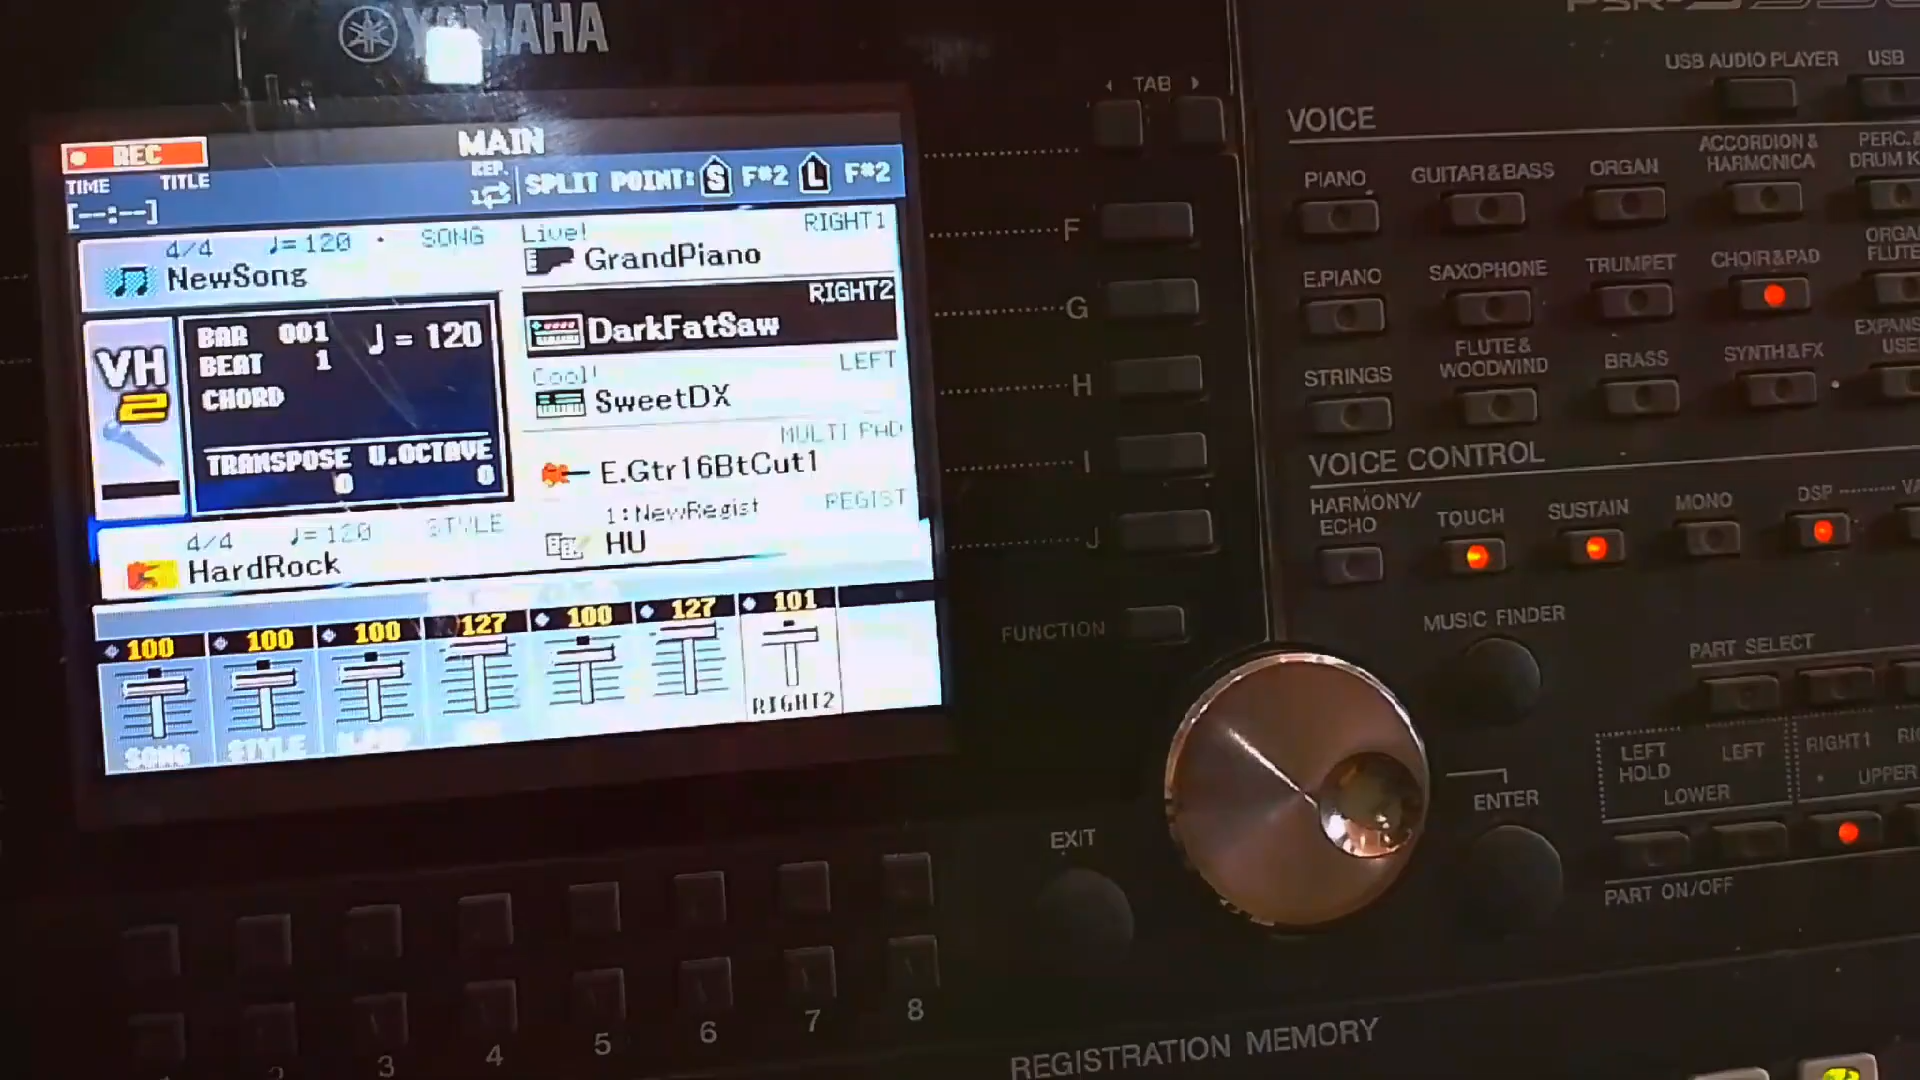 YAMAHA
REC
MAIN
TIME TITLE
[--:--]
REP.
SPLIT POINT: S F#2 L F#2
4/4 ♩=120 SONG
NewSong
Live! RIGHT1
GrandPiano
RIGHT2
DarkFatSaw
Cool! LEFT
SweetDX
MULTI PAD
E.Gtr16BtCut1
1:NewRegist REGIST
HU
VH
2
BAR 001 ♩= 120
BEAT 1
CHORD
TRANSPOSE U.OCTAVE
0 0
4/4 ♩=120 STYLE
HardRock
100 100 100 127 100 127 101
SONG STYLE RIGHT2
TAB
F
G
H
I
J
FUNCTION
USB AUDIO PLAYER USB
VOICE
PIANO GUITAR & BASS ORGAN ACCORDION & HARMONICA
E.PIANO SAXOPHONE TRUMPET CHOIR & PAD
STRINGS FLUTE & WOODWIND BRASS SYNTH & FX
VOICE CONTROL
HARMONY/ ECHO TOUCH SUSTAIN MONO DSP
MUSIC FINDER
PART SELECT
LEFT HOLD LEFT RIGHT1
LOWER UPPER
PART ON/OFF
ENTER
EXIT
3 4 5 6 7 8
REGISTRATION MEMORY